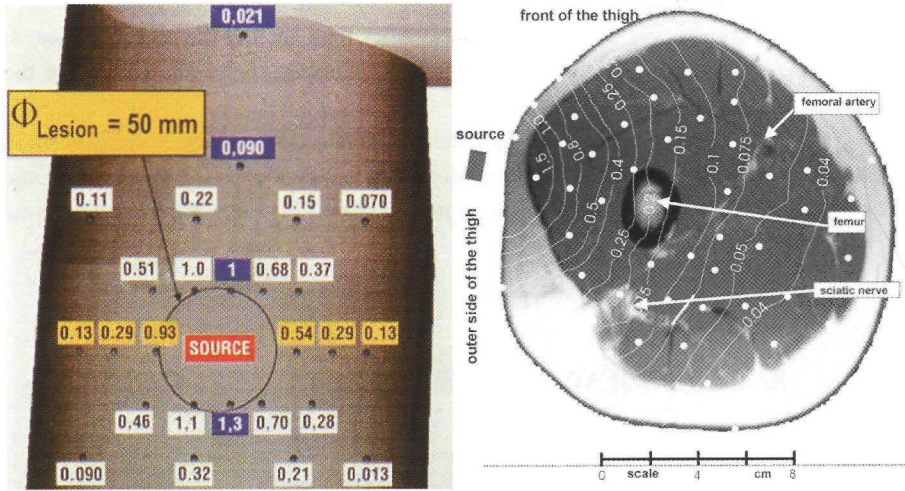 0,021
Φ Lesion = 50 mm
0,090
0.11 0.22 0.15 0.070
0.51 1.0 1 0.68 0.37
0.13 0.29 0.93 SOURCE 0.54 0.29 0.13
0,46 1,1 1,3 0,70 0,28
0.090 0.32 0,21 0,013
front of the thigh
source
outer side of the thigh
femoral artery
femur
sciatic nerve
1.5
1.0
0.8
0.25
0.4
0.5
0.25
0.15
0.1
0.075
0.05
0.04
0.04
0 scale 4 cm 8